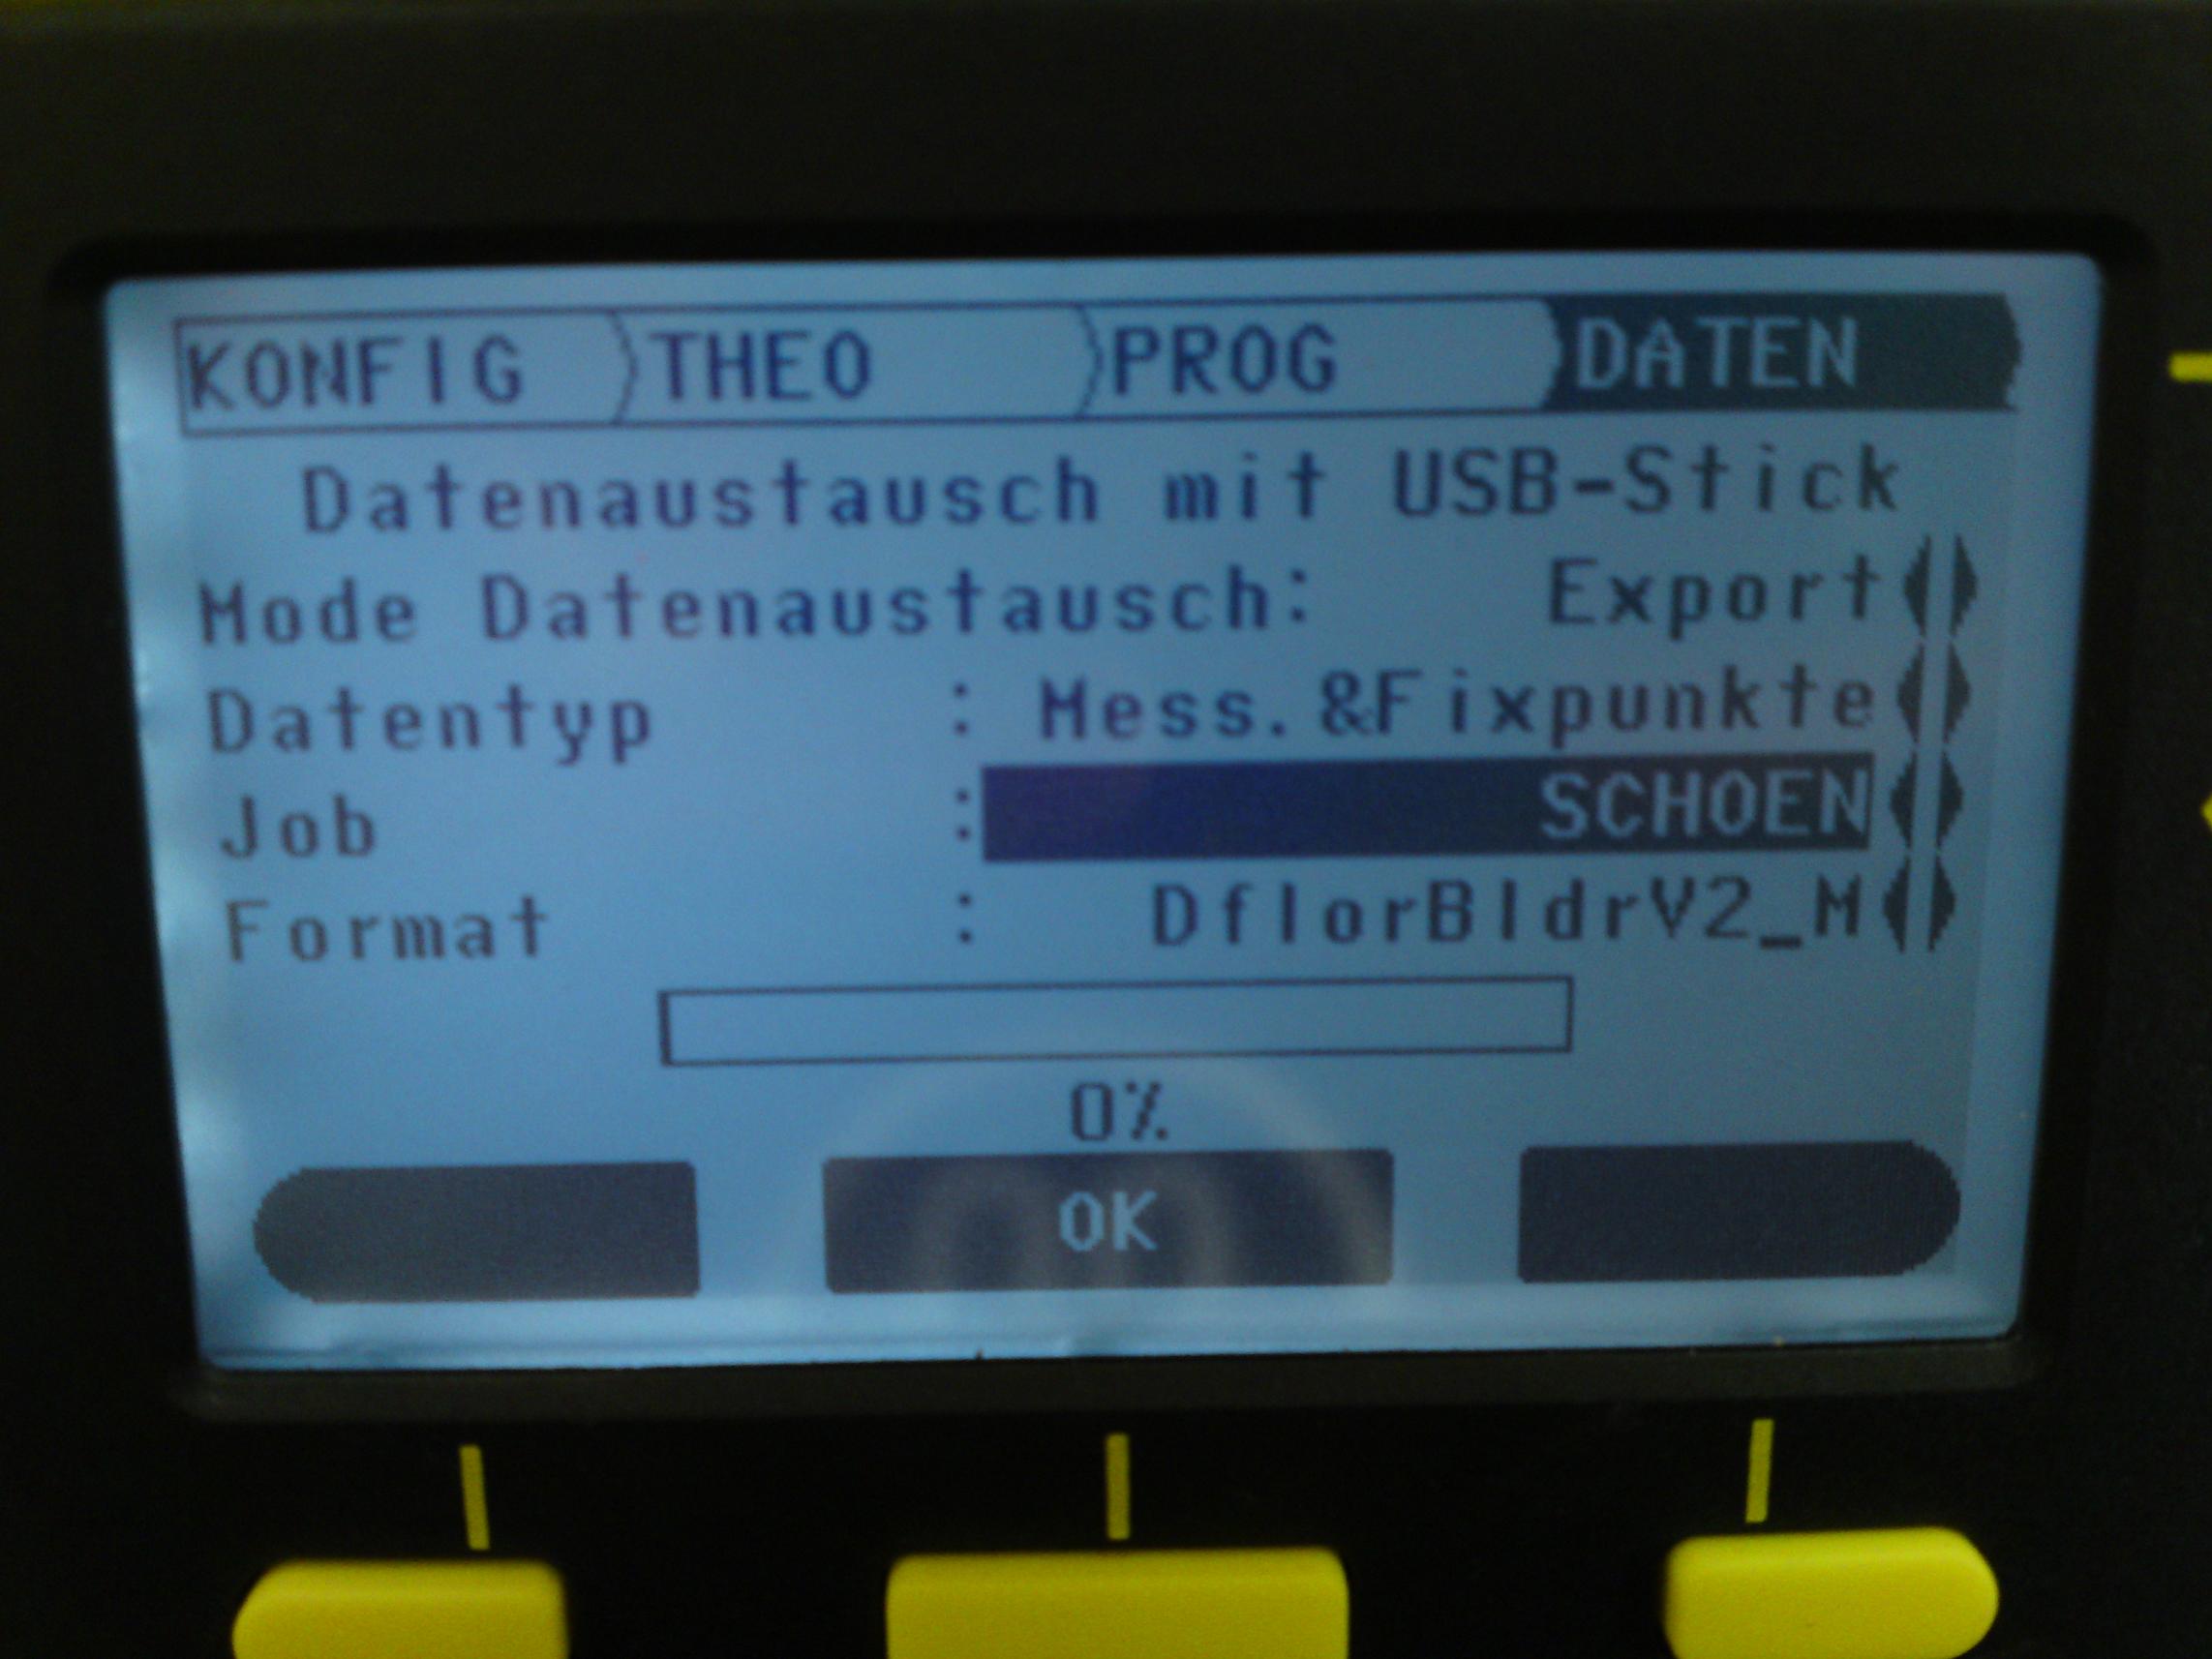 KONFIG THEO PROG DATEN
Datenaustausch mit USB-Stick
Mode Datenaustausch: Export
Datentyp : Mess.&Fixpunkte
Job : SCHOEN
Format : DflorBldrV2_M
0%
OK